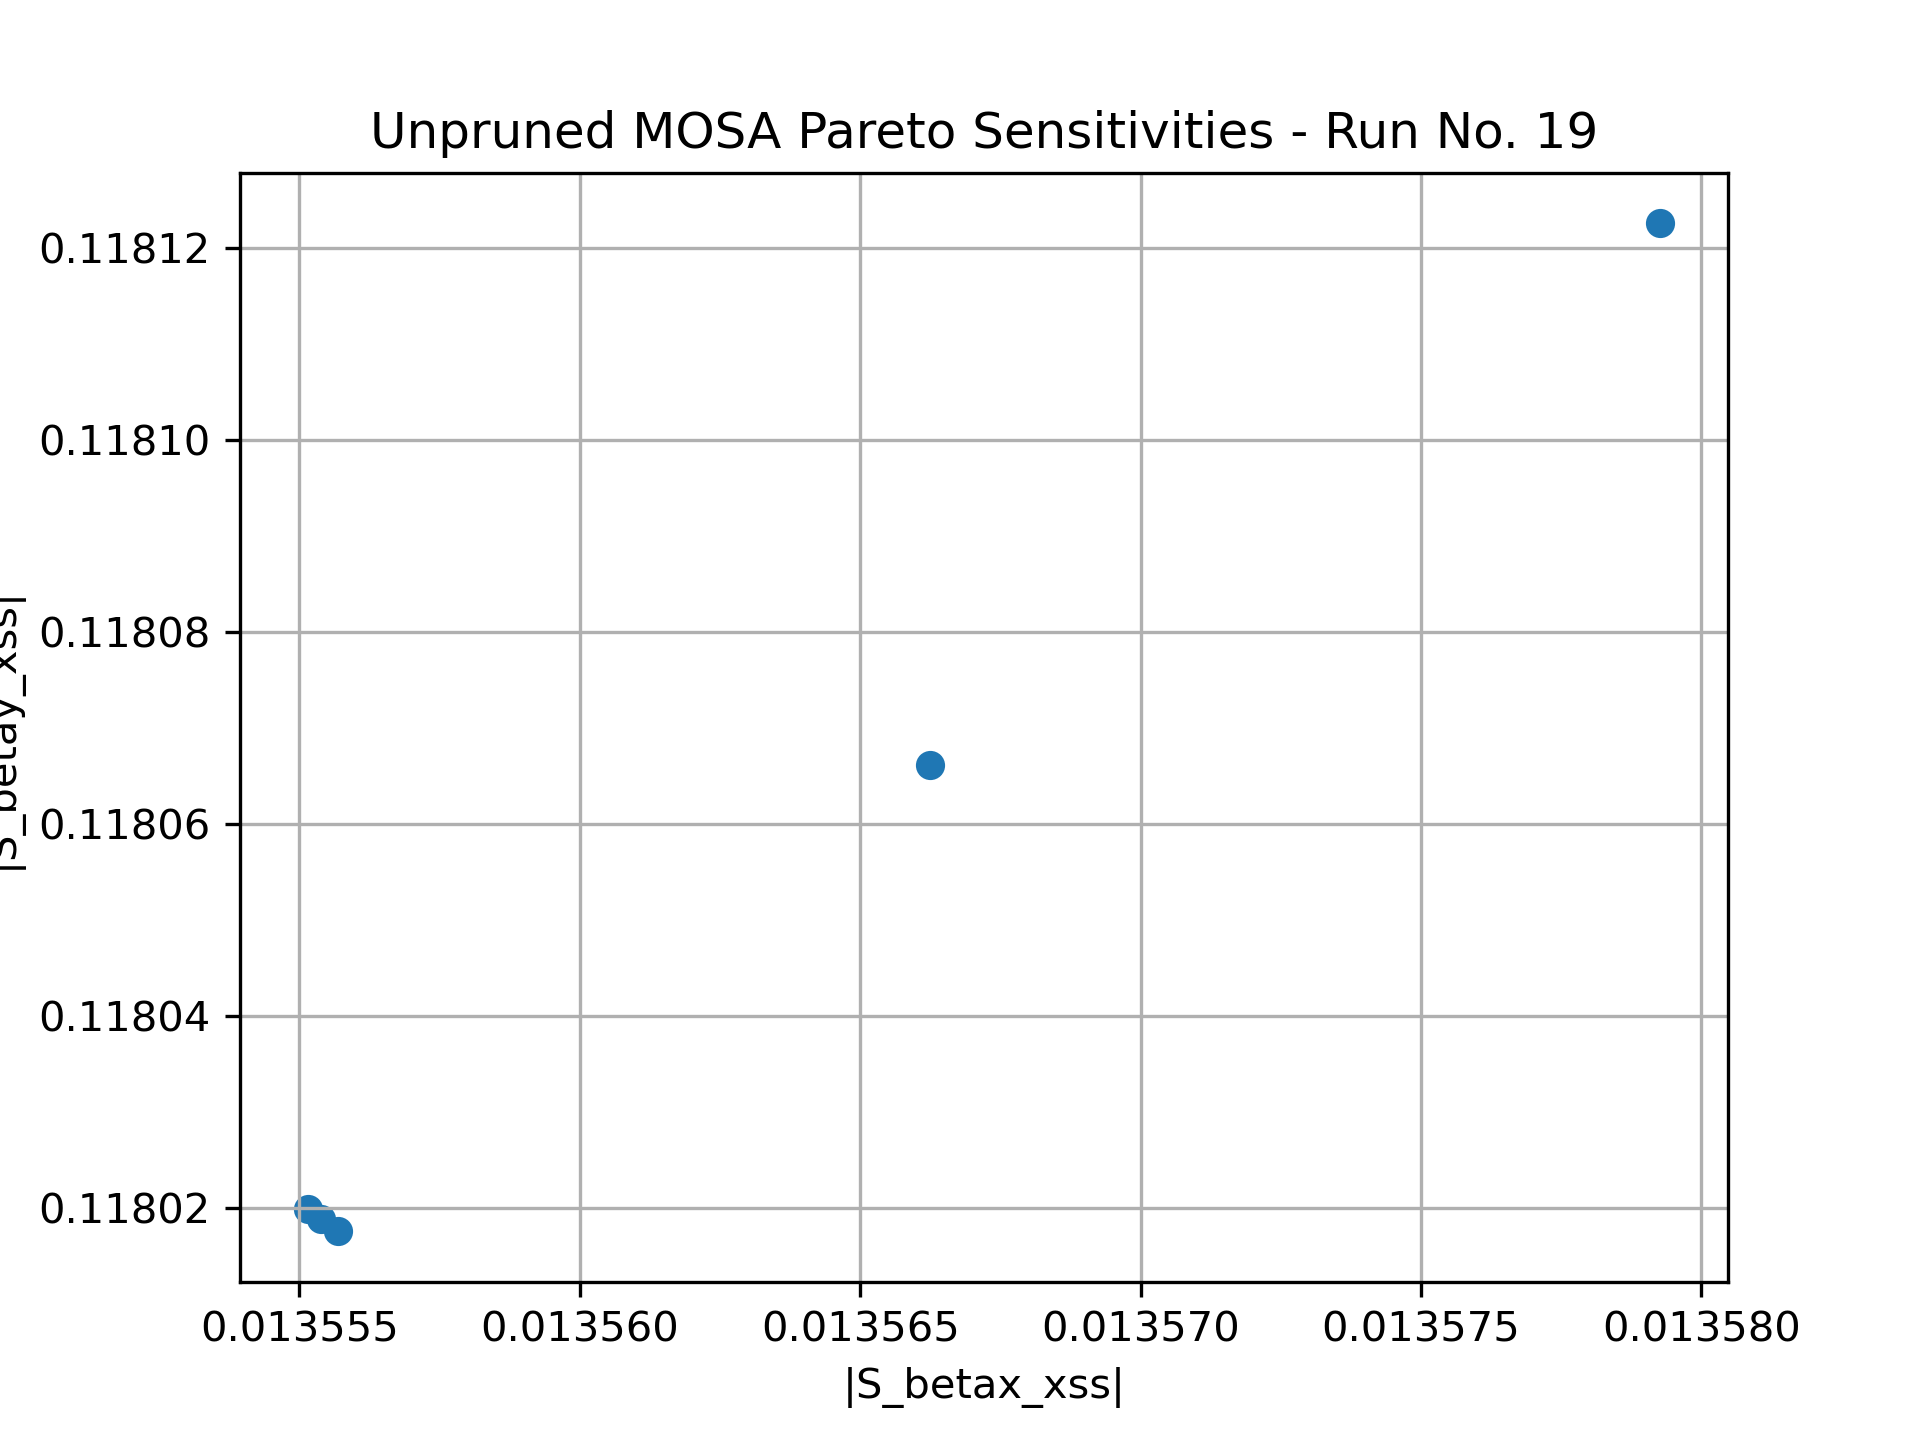 Unpruned MOSA Pareto Sensitivities - Run No. 19
0.11812
0.11810
0.11808
0.11806
0.11804
0.11802
|S_betay_xss|
0.013555 0.013560 0.013565 0.013570 0.013575 0.013580
|S_betax_xss|